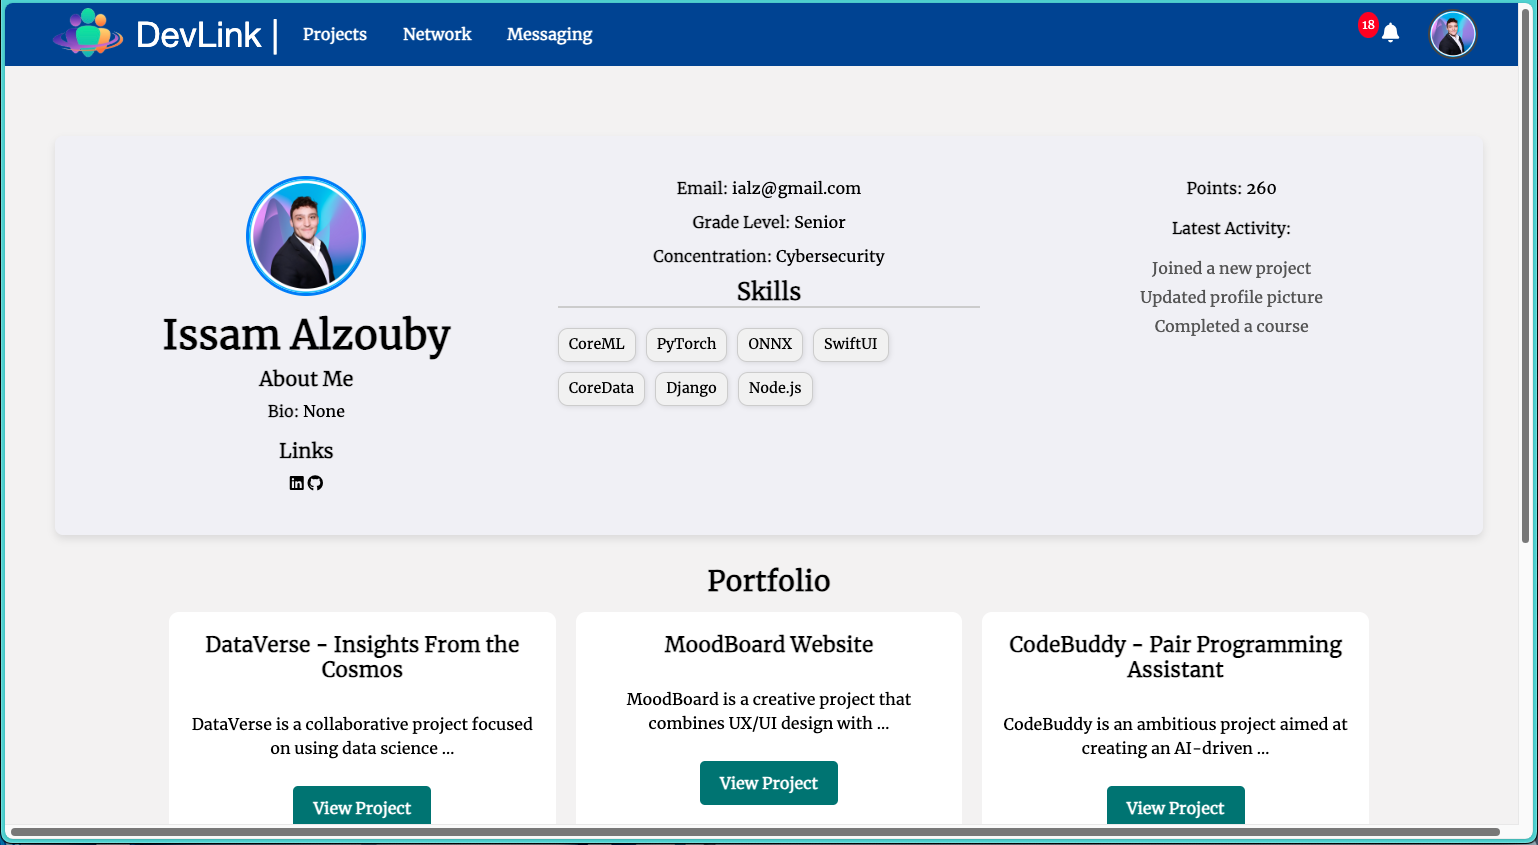 DevLink | Projects Network Messaging 18
Issam Alzouby
About Me
Bio: None
Links
Email: ialz@gmail.com
Grade Level: Senior
Concentration: Cybersecurity
Skills
CoreML PyTorch ONNX SwiftUI
CoreData Django Node.js
Points: 260
Latest Activity:
Joined a new project
Updated profile picture
Completed a course
Portfolio
DataVerse - Insights From the
Cosmos
DataVerse is a collaborative project focused
on using data science ...
View Project
MoodBoard Website
MoodBoard is a creative project that
combines UX/UI design with ...
View Project
CodeBuddy - Pair Programming
Assistant
CodeBuddy is an ambitious project aimed at
creating an AI-driven ...
View Project